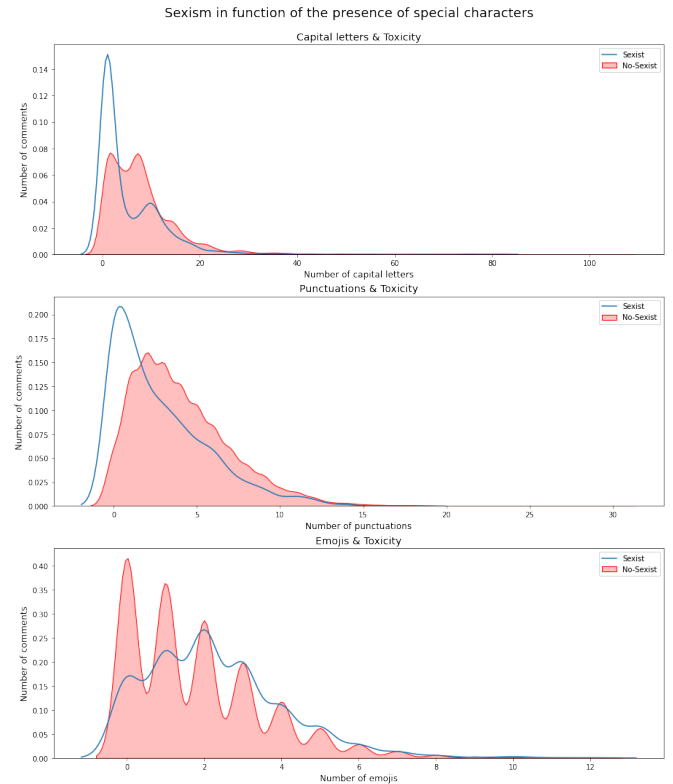 Sexism in function of the presence of special characters
Capital letters & Toxicity
Number of comments
0.14
0.12
0.10
0.08
0.06
0.04
0.02
0.00
Sexist
No-Sexist
0 20 40 60 80 100
Number of capital letters
Punctuations & Toxicity
Number of comments
0.200
0.175
0.150
0.125
0.100
0.075
0.050
0.025
0.000
Sexist
No-Sexist
0 5 10 15 20 25 30
Number of punctuations
Emojis & Toxicity
Number of comments
0.40
0.35
0.30
0.25
0.20
0.15
0.10
0.05
0.00
Sexist
No-Sexist
0 2 4 6 8 10 12
Number of emojis